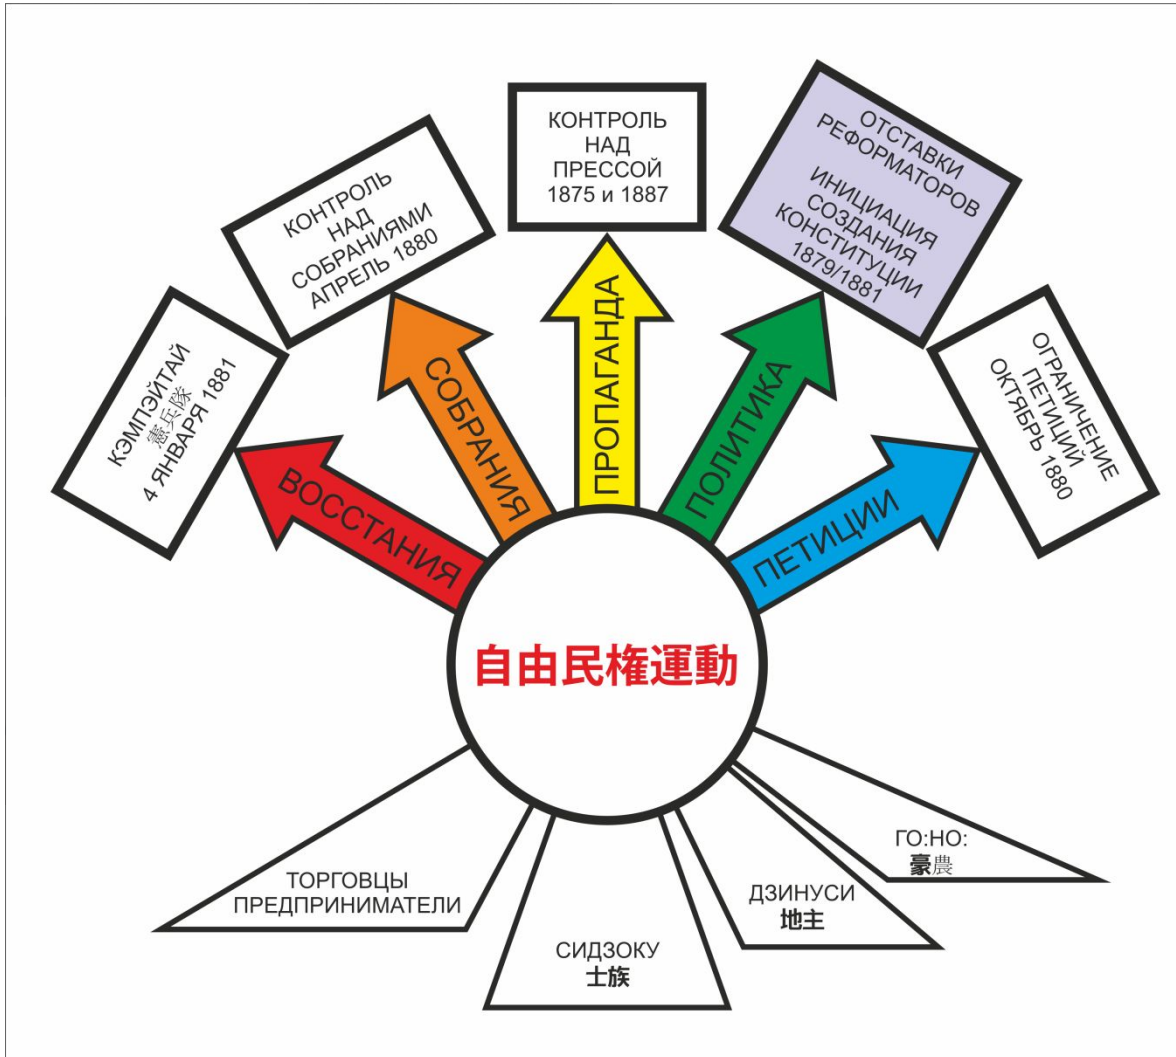 КЭМПЭЙТАЙ
憲兵隊
4 ЯНВАРЯ 1881
КОНТРОЛЬ
НАД
СОБРАНИЯМИ
АПРЕЛЬ 1880
КОНТРОЛЬ
НАД
ПРЕССОЙ
1875 и 1887
ОТСТАВКИ
РЕФОРМАТОРОВ
ИНИЦИАЦИЯ
СОЗДАНИЯ
КОНСТИТУЦИИ
1879/1881
ОГРАНИЧЕНИЕ
ПЕТИЦИЙ
ОКТЯБРЬ 1880
ВОССТАНИЯ
СОБРАНИЯ
ПРОПАГАНДА
ПОЛИТИКА
ПЕТИЦИИ
自由民権運動
ТОРГОВЦЫ
ПРЕДПРИНИМАТЕЛИ
СИДЗОКУ
士族
ДЗИНУСИ
地主
ГО:НО:
豪農